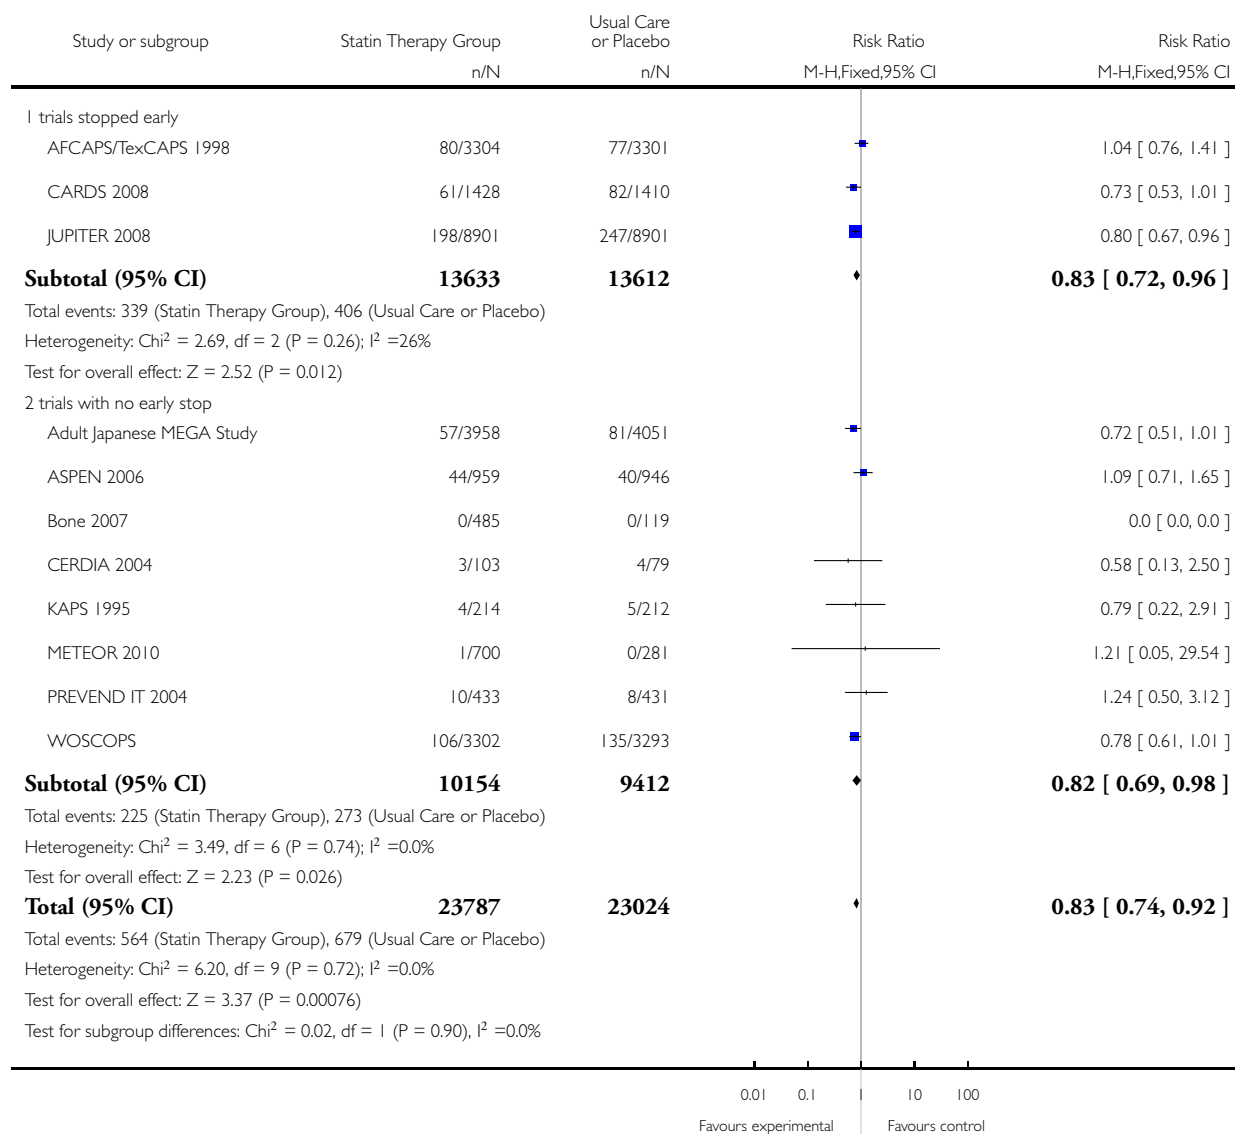 Study or subgroup Statin Therapy Group Usual Care or Placebo Risk Ratio Risk Ratio
n/N n/N M-H,Fixed,95% CI M-H,Fixed,95% CI
1 trials stopped early
AFCAPS/TexCAPS 1998 80/3304 77/3301 1.04 [ 0.76, 1.41 ]
CARDS 2008 61/1428 82/1410 0.73 [ 0.53, 1.01 ]
JUPITER 2008 198/8901 247/8901 0.80 [ 0.67, 0.96 ]
Subtotal (95% CI) 13633 13612 0.83 [ 0.72, 0.96 ]
Total events: 339 (Statin Therapy Group), 406 (Usual Care or Placebo)
Heterogeneity: Chi² = 2.69, df = 2 (P = 0.26); I² =26%
Test for overall effect: Z = 2.52 (P = 0.012)
2 trials with no early stop
Adult Japanese MEGA Study 57/3958 81/4051 0.72 [ 0.51, 1.01 ]
ASPEN 2006 44/959 40/946 1.09 [ 0.71, 1.65 ]
Bone 2007 0/485 0/119 0.0 [ 0.0, 0.0 ]
CERDIA 2004 3/103 4/79 0.58 [ 0.13, 2.50 ]
KAPS 1995 4/214 5/212 0.79 [ 0.22, 2.91 ]
METEOR 2010 1/700 0/281 1.21 [ 0.05, 29.54 ]
PREVEND IT 2004 10/433 8/431 1.24 [ 0.50, 3.12 ]
WOSCOPS 106/3302 135/3293 0.78 [ 0.61, 1.01 ]
Subtotal (95% CI) 10154 9412 0.82 [ 0.69, 0.98 ]
Total events: 225 (Statin Therapy Group), 273 (Usual Care or Placebo)
Heterogeneity: Chi² = 3.49, df = 6 (P = 0.74); I² =0.0%
Test for overall effect: Z = 2.23 (P = 0.026)
Total (95% CI) 23787 23024 0.83 [ 0.74, 0.92 ]
Total events: 564 (Statin Therapy Group), 679 (Usual Care or Placebo)
Heterogeneity: Chi² = 6.20, df = 9 (P = 0.72); I² =0.0%
Test for overall effect: Z = 3.37 (P = 0.00076)
Test for subgroup differences: Chi² = 0.02, df = 1 (P = 0.90), I² =0.0%
0.01 0.1 1 10 100
Favours experimental Favours control